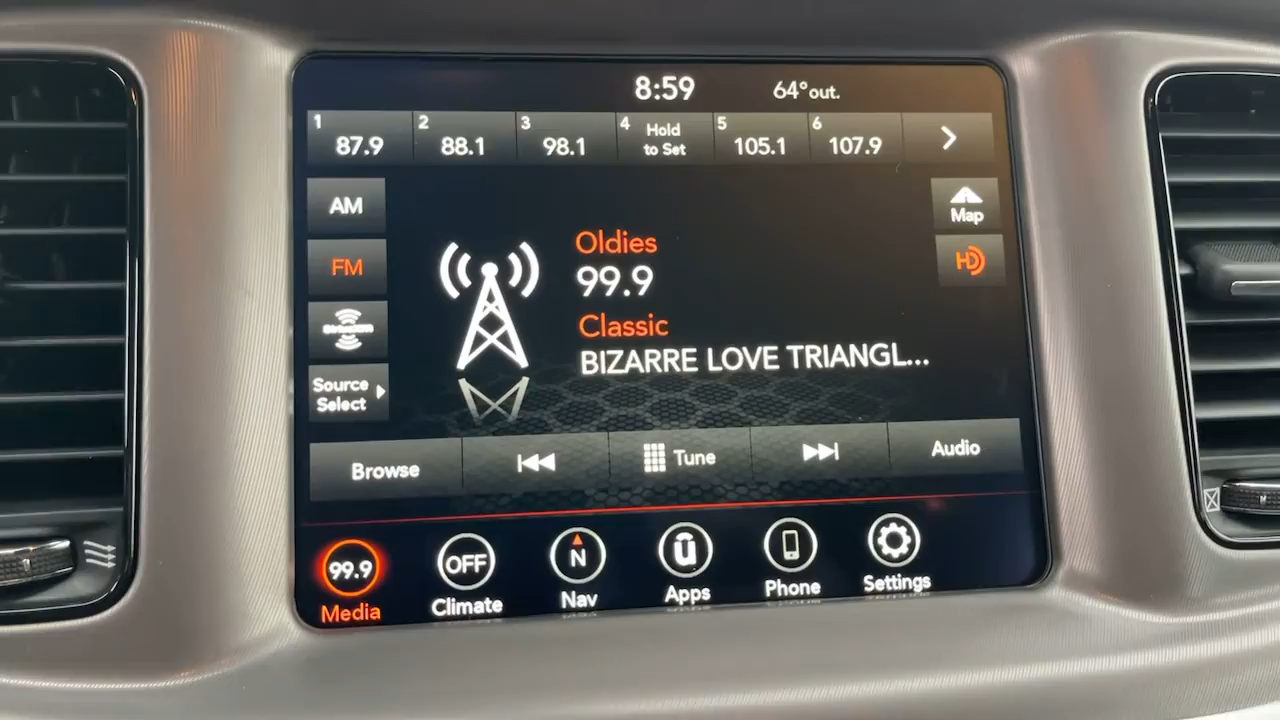 8:59 64° out.
1 87.9 2 88.1 3 98.1 4 Hold to Set 5 105.1 6 107.9
AM
Map
FM
HD
Oldies
99.9
Classic
BIZARRE LOVE TRIANGL...
SiriusXM
Source
Select
Browse Tune Audio
99.9 OFF N ū
Media Climate Nav Apps Phone Settings